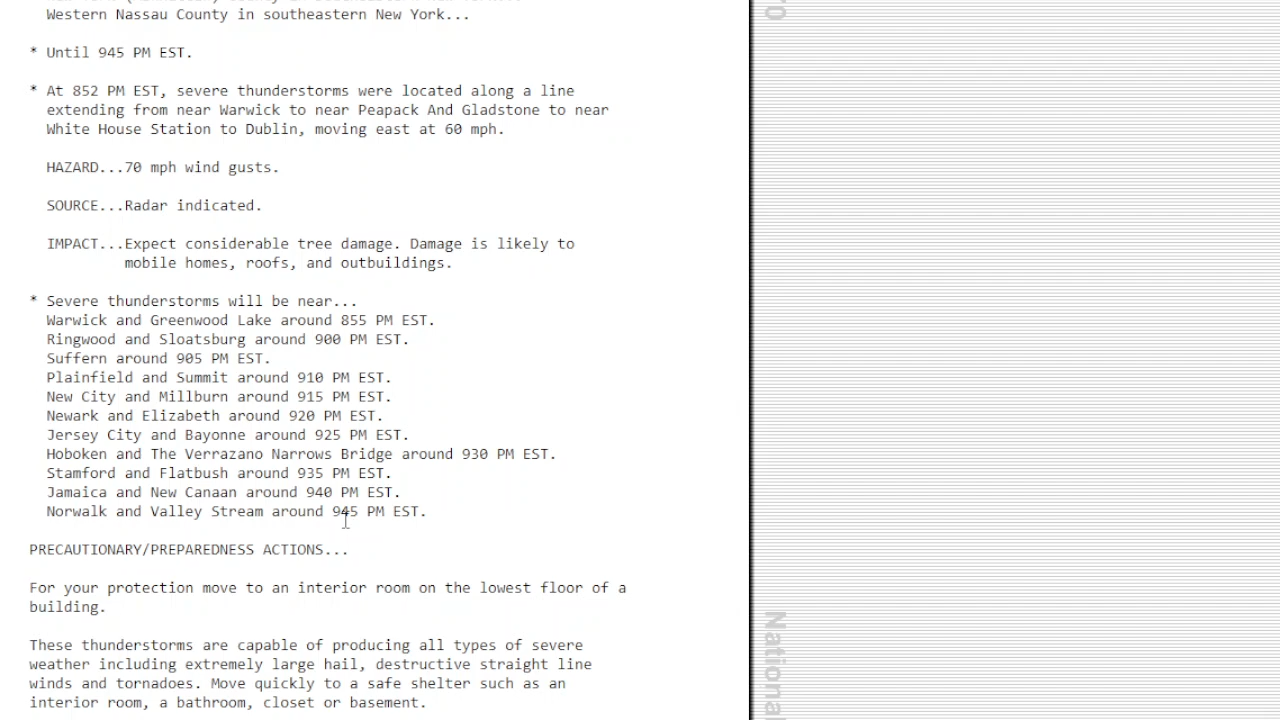 Western Nassau County in southeastern New York...
* Until 945 PM EST.
* At 852 PM EST, severe thunderstorms were located along a line
extending from near Warwick to near Peapack And Gladstone to near
White House Station to Dublin, moving east at 60 mph.
HAZARD...70 mph wind gusts.
SOURCE...Radar indicated.
IMPACT...Expect considerable tree damage. Damage is likely to
mobile homes, roofs, and outbuildings.
* Severe thunderstorms will be near...
Warwick and Greenwood Lake around 855 PM EST.
Ringwood and Sloatsburg around 900 PM EST.
Suffern around 905 PM EST.
Plainfield and Summit around 910 PM EST.
New City and Millburn around 915 PM EST.
Newark and Elizabeth around 920 PM EST.
Jersey City and Bayonne around 925 PM EST.
Hoboken and The Verrazano Narrows Bridge around 930 PM EST.
Stamford and Flatbush around 935 PM EST.
Jamaica and New Canaan around 940 PM EST.
Norwalk and Valley Stream around 945 PM EST.
PRECAUTIONARY/PREPAREDNESS ACTIONS...
For your protection move to an interior room on the lowest floor of a
building.
These thunderstorms are capable of producing all types of severe
weather including extremely large hail, destructive straight line
winds and tornadoes. Move quickly to a safe shelter such as an
interior room, a bathroom, closet or basement.
National